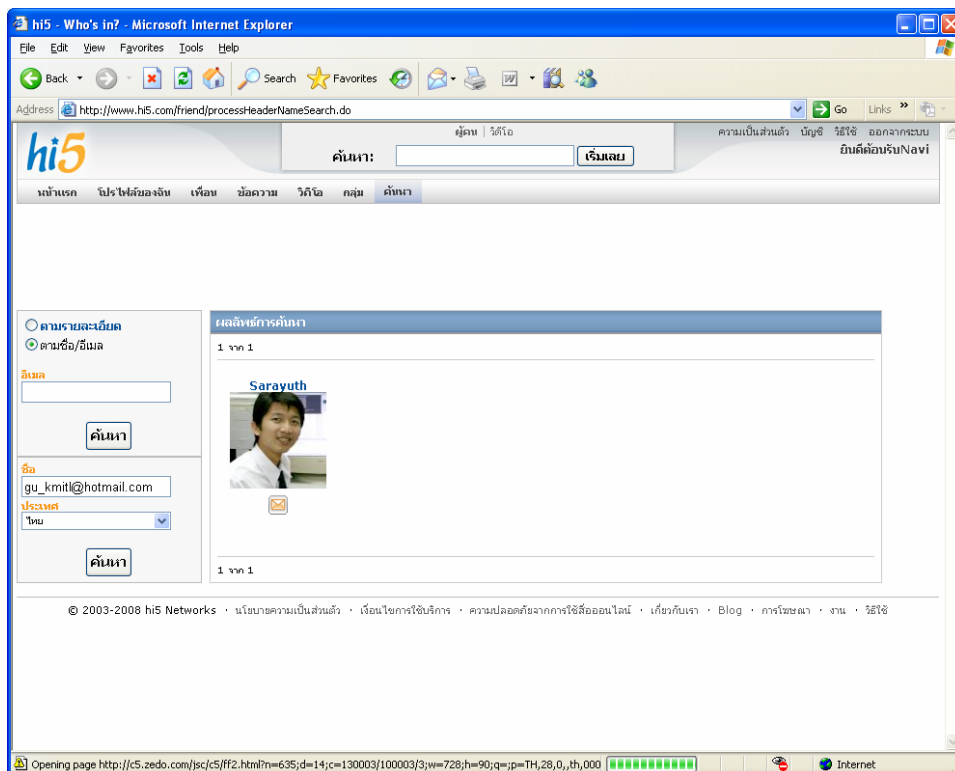 hi5 - Who's in? - Microsoft Internet Explorer
File Edit View Favorites Tools Help
Back Search Favorites
Address http://www.hi5.com/friend/processHeaderNameSearch.do Go Links »
hi5
ผู้คน | วิดีโอ
ความเป็นส่วนตัว บัญชี วิธีใช้ ออกจากระบบ
ค้นหา: เริ่มเลย
ยินดีต้อนรับNavi
หน้าแรก โปรไฟล์ของฉัน เพื่อน ข้อความ วิดีโอ กลุ่ม ค้นหา
ตามรายละเอียด
ตามชื่อ/อีเมล
อีเมล
ค้นหา
ชื่อ
gu_kmitl@hotmail.com
ประเทศ
ไทย
ค้นหา
ผลลัพธ์การค้นหา
1 จาก 1
Sarayuth
1 จาก 1
© 2003-2008 hi5 Networks · นโยบายความเป็นส่วนตัว · เงื่อนไขการใช้บริการ · ความปลอดภัยจากการใช้สื่อออนไลน์ · เกี่ยวกับเรา · Blog · การโฆษณา · งาน · วิธีใช้
Opening page http://c5.zedo.com/jsc/c5/ff2.html?n=635;d=14;c=130003/100003/3;w=728;h=90;q=;p=TH,28,0,,th,000 Internet